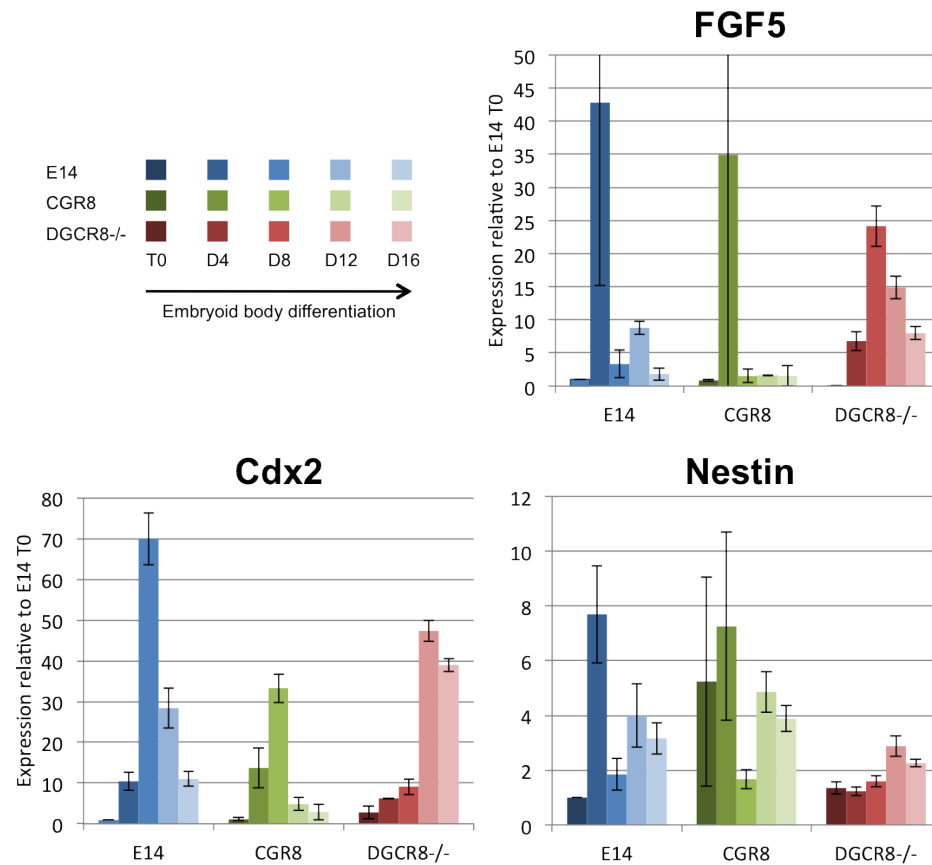 FGF5
Expression relative to E14 T0
50
45
40
35
30
25
20
15
10
5
0
E14 CGR8 DGCR8-/-
E14
CGR8
DGCR8-/-
T0 D4 D8 D12 D16
Embryoid body differentiation
Cdx2
Expression relative to E14 T0
80
70
60
50
40
30
20
10
0
E14 CGR8 DGCR8-/-
Nestin
12
10
8
6
4
2
0
E14 CGR8 DGCR8-/-